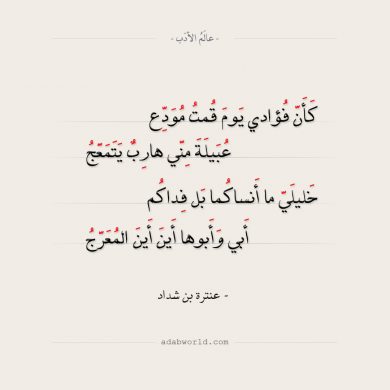 - عالَمُ الأدَب -
كَأَنَّ فُؤادي يَومَ قُمتُ مُوَدِّع
عُبَيلَةَ مِنّي هارِبٌ يَتَمَعَّجُ
خَليلَيَّ ما أَنساكُما بَل فِداكُم
أَبي وَأَبوها أَينَ أَينَ المُعَرَّجُ
- عنترة بن شداد
adabworld.com